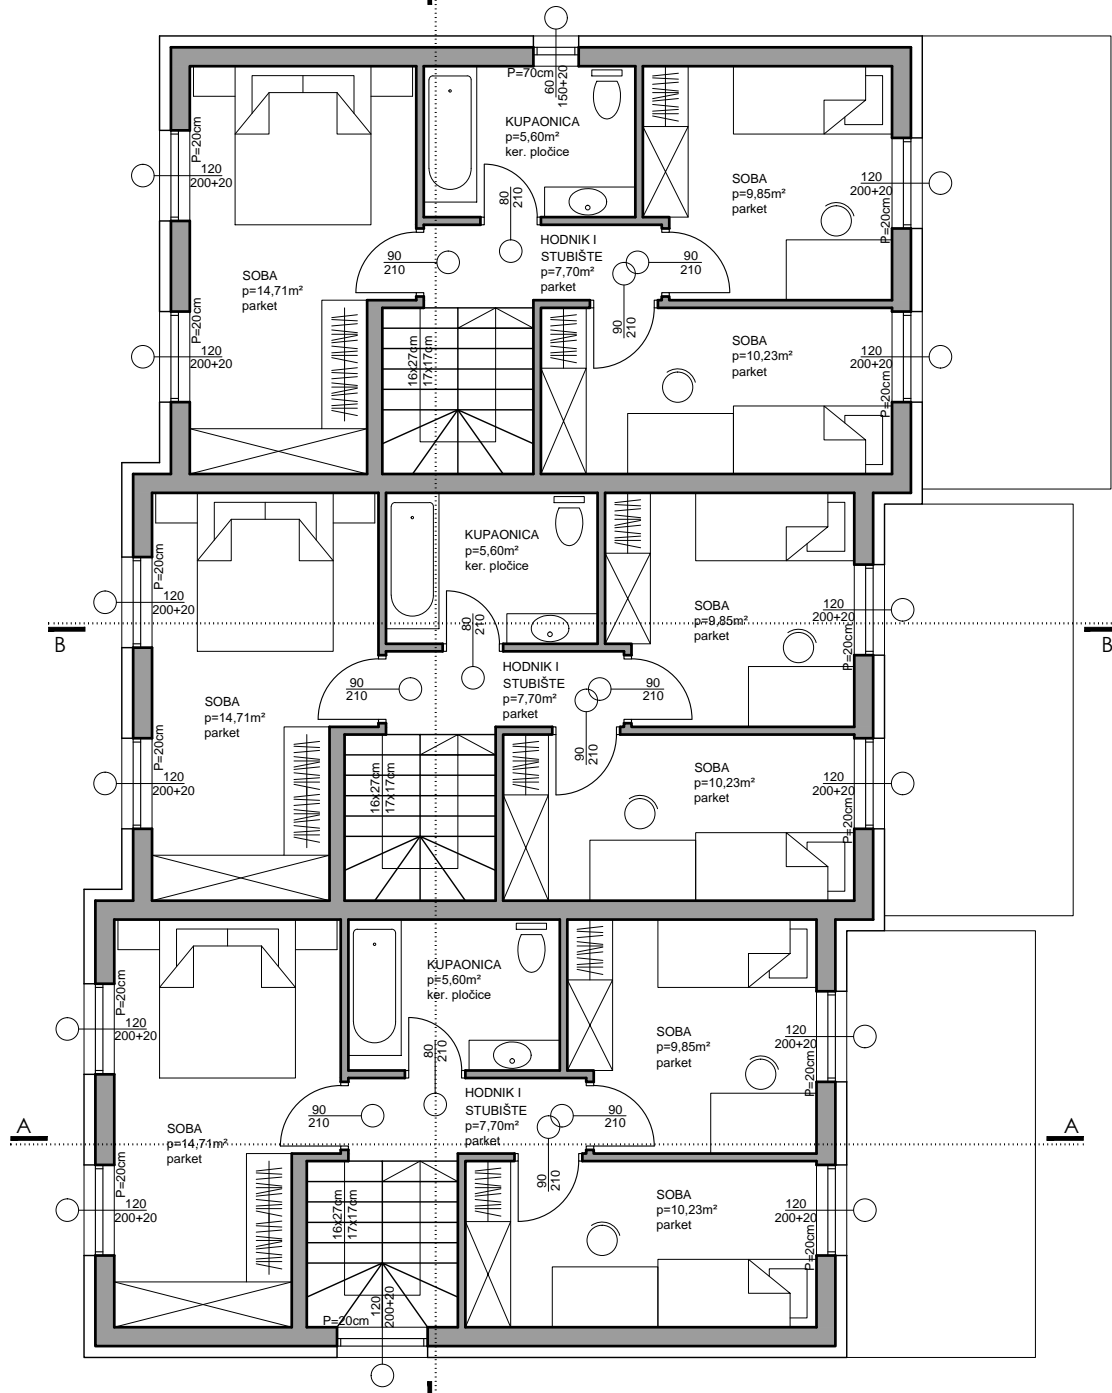 P=70cm
60
150+20
KUPAONICA
p=5,60m²
ker. pločice
P=20cm
120
200+20
80
210
SOBA
p=9,85m²
parket
120
200+20
P=20cm
HODNIK I
STUBIŠTE
p=7,70m²
parket
90
210
90
210
SOBA
p=14,71m²
parket
P=20cm
120
200+20
16x27cm
17x17cm
90
210
SOBA
p=10,23m²
parket
120
200+20
P=20cm
KUPAONICA
p=5,60m²
ker. pločice
P=20cm
120
200+20
80
210
SOBA
p=9,85m²
parket
120
200+20
P=20cm
B
B
HODNIK I
STUBIŠTE
p=7,70m²
parket
90
210
90
210
SOBA
p=14,71m²
parket
P=20cm
120
200+20
16x27cm
17x17cm
90
210
SOBA
p=10,23m²
parket
120
200+20
P=20cm
KUPAONICA
p=5,60m²
ker. pločice
P=20cm
120
200+20
80
210
SOBA
p=9,85m²
parket
120
200+20
P=20cm
HODNIK I
STUBIŠTE
p=7,70m²
parket
90
210
90
210
A
A
SOBA
p=14,71m²
parket
P=20cm
120
200+20
16x27cm
17x17cm
90
210
SOBA
p=10,23m²
parket
120
200+20
P=20cm
P=20cm
120
200+20